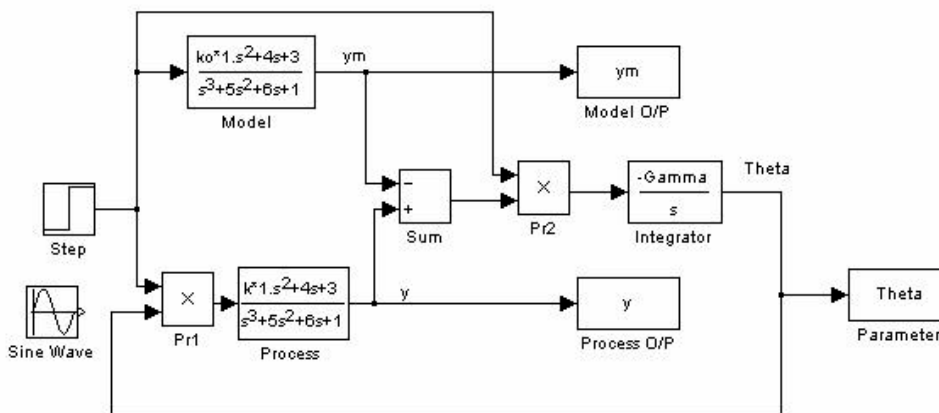 ko*1.s²+4s+3
s³+5s²+6s+1
Model
ym
ym
Model O/P
Step
−
+
Sum
×
Pr2
-Gamma
s
Integrator
Theta
Sine Wave
×
Pr1
k*1.s²+4s+3
s³+5s²+6s+1
Process
y
y
Process O/P
Theta
Parameter